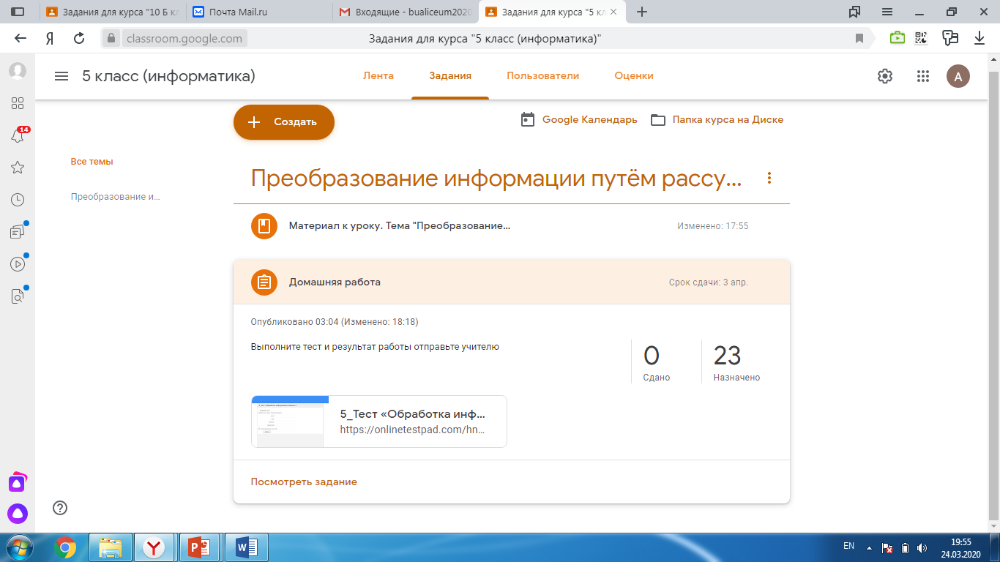 Задания для курса "10 Б кл
Почта Mail.ru
Входящие - bualiceum2020
Задания для курса "5 кл
classroom.google.com
Задания для курса "5 класс (информатика)"
5 класс (информатика)
Лента
Задания
Пользователи
Оценки
A
14
Создать
Google Календарь
Папка курса на Диске
Все темы
Преобразование и...
Преобразование информации путём рассу...
Материал к уроку. Тема "Преобразование...
Изменено: 17:55
Домашняя работа
Срок сдачи: 3 апр.
Опубликовано 03:04 (Изменено: 18:18)
Выполните тест и результат работы отправьте учителю
0
Сдано
23
Назначено
5_Тест «Обработка инф...
https://onlinetestpad.com/hn...
Посмотреть задание
EN
19:55
24.03.2020